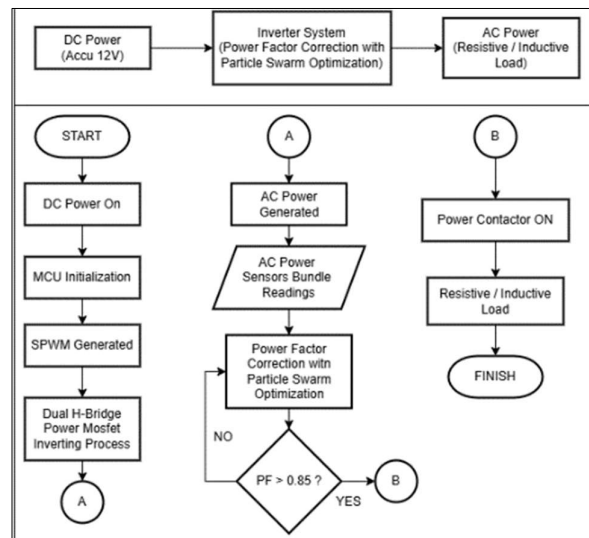 DC Power
(Accu 12V)
Inverter System
(Power Factor Correction with
Particle Swarm Optimization)
AC Power
(Resistive / Inductive
Load)
START
DC Power On
MCU Initialization
SPWM Generated
Dual H-Bridge
Power Mosfet
Inverting Process
A
A
AC Power
Generated
AC Power
Sensors Bundle
Readings
Power Factor
Correction with
Particle Swarm
Optimization
NO
PF > 0.85 ?
YES
B
B
Power Contactor ON
Resistive / Inductive
Load
FINISH